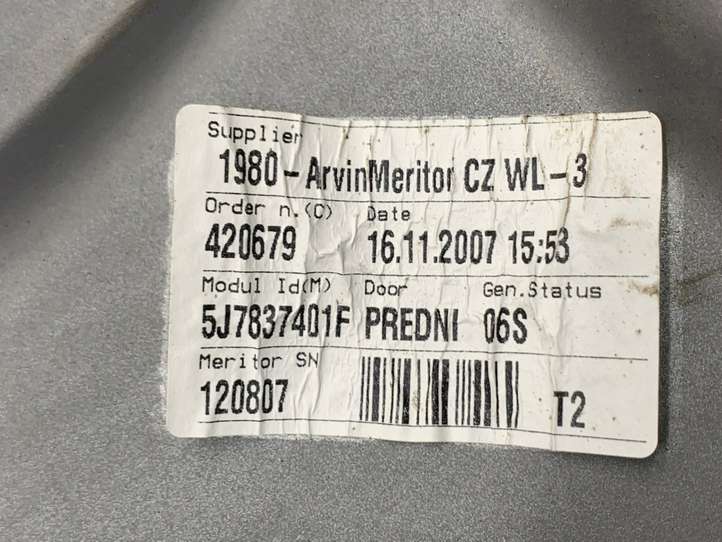 Supplier
1980-ArvinMeritor CZ WL-3
Order n.(C) Date
420679 16.11.2007 15:53
Modul Id(M) Door Gen.Status
5J7837401F PREDNI 06S
Meritor SN
120807 T2